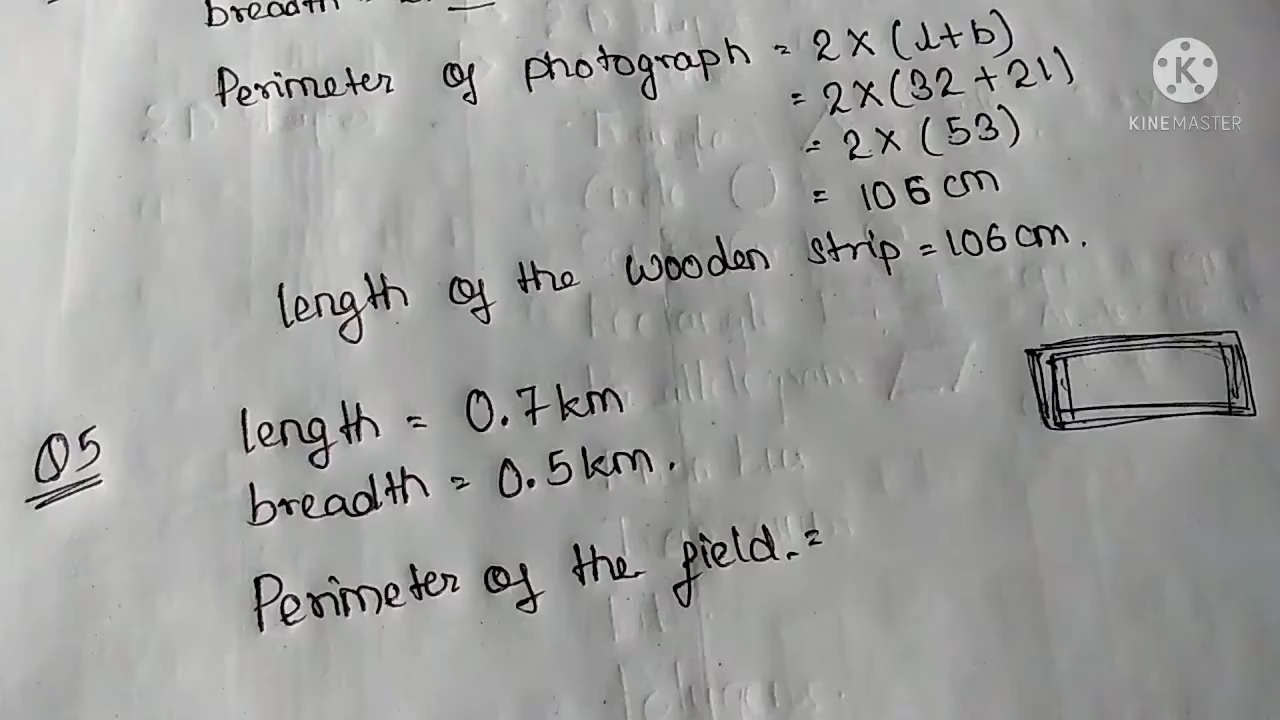 breadth
Perimeter of photograph = 2 × (l+b)
= 2×(32 + 21)
= 2× (53)
= 106 cm
length of the wooden strip = 106 cm.
Q5 length = 0.7 km
breadth = 0.5 km.
Perimeter of the field. =
K
KINEMASTER